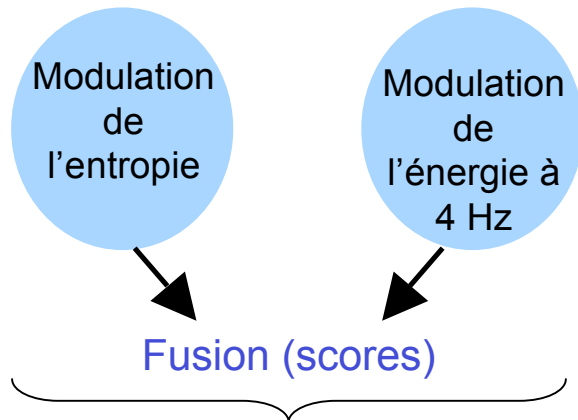 Modulation
de
l’entropie
Modulation
de
l’énergie à
4 Hz
Fusion (scores)